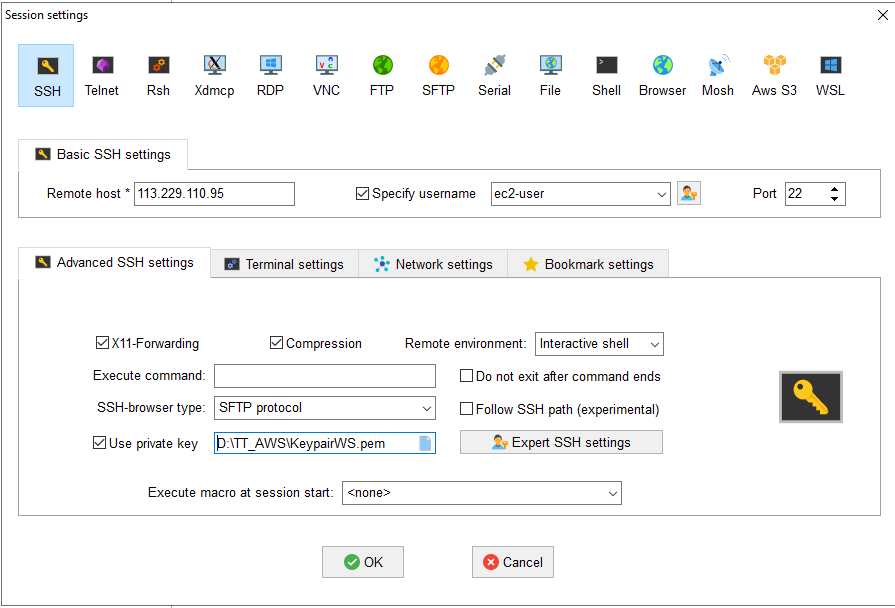 Session settings
SSH Telnet Rsh Xdmcp RDP VNC FTP SFTP Serial File Shell Browser Mosh Aws S3 WSL
Basic SSH settings
Remote host * 113.229.110.95 Specify username ec2-user Port 22
Advanced SSH settings Terminal settings Network settings Bookmark settings
X11-Forwarding Compression Remote environment: Interactive shell
Execute command: Do not exit after command ends
SSH-browser type: SFTP protocol Follow SSH path (experimental)
Use private key D:\TT_AWS\KeypairWS.pem Expert SSH settings
Execute macro at session start: <none>
OK Cancel